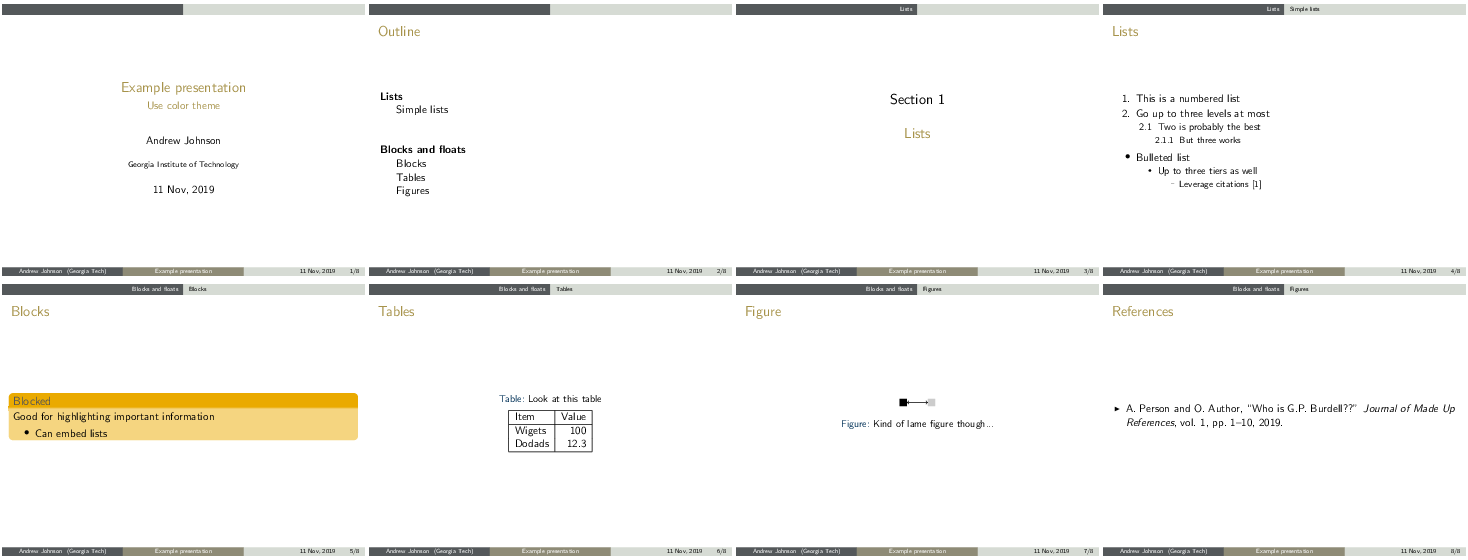 Example presentation
Use color theme
Andrew Johnson
Georgia Institute of Technology
11 Nov, 2019
Andrew Johnson (Georgia Tech) Example presentation 11 Nov, 2019 1/8
Outline
Lists
Simple lists
Blocks and floats
Blocks
Tables
Figures
Andrew Johnson (Georgia Tech) Example presentation 11 Nov, 2019 2/8
Lists
Section 1
Lists
Andrew Johnson (Georgia Tech) Example presentation 11 Nov, 2019 3/8
Lists Simple lists
Lists
1. This is a numbered list
2. Go up to three levels at most
2.1 Two is probably the best
2.1.1 But three works
• Bulleted list
• Up to three tiers as well
– Leverage citations [1]
Andrew Johnson (Georgia Tech) Example presentation 11 Nov, 2019 4/8
Blocks and floats Blocks
Blocks
Blocked
Good for highlighting important information
• Can embed lists
Andrew Johnson (Georgia Tech) Example presentation 11 Nov, 2019 5/8
Blocks and floats Tables
Tables
Table: Look at this table
Item Value
Wigets 100
Dodads 12.3
Andrew Johnson (Georgia Tech) Example presentation 11 Nov, 2019 6/8
Blocks and floats Figures
Figure
Figure: Kind of lame figure though...
Andrew Johnson (Georgia Tech) Example presentation 11 Nov, 2019 7/8
Blocks and floats Figures
References
► A. Person and O. Author, "Who is G.P. Burdell??" Journal of Made Up
References, vol. 1, pp. 1–10, 2019.
Andrew Johnson (Georgia Tech) Example presentation 11 Nov, 2019 8/8